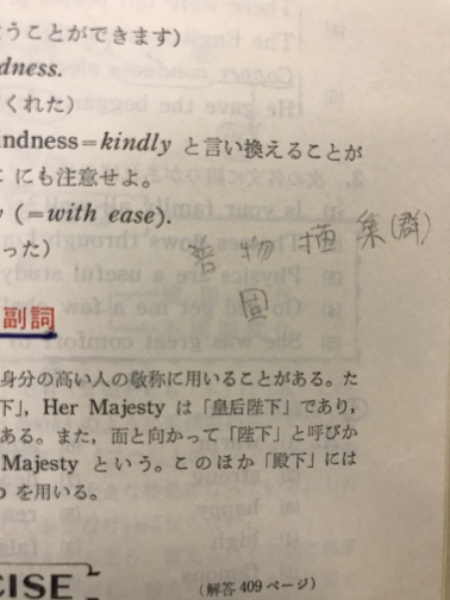 うことができます)
dness.
くれた)
indness=kindly と言い換えることが
にも注意せよ。
(=with ease).
った)
普 物 抽 集(群)
固
副詞
身分の高い人の敬称に用いることがある。た
下」, Her Majesty は「皇后陛下」であり,
ある。また，面と向かって「陛下」と呼びか
Majesty という。このほか「殿下」には
を用いる。
CISE
(解答 409 ページ)